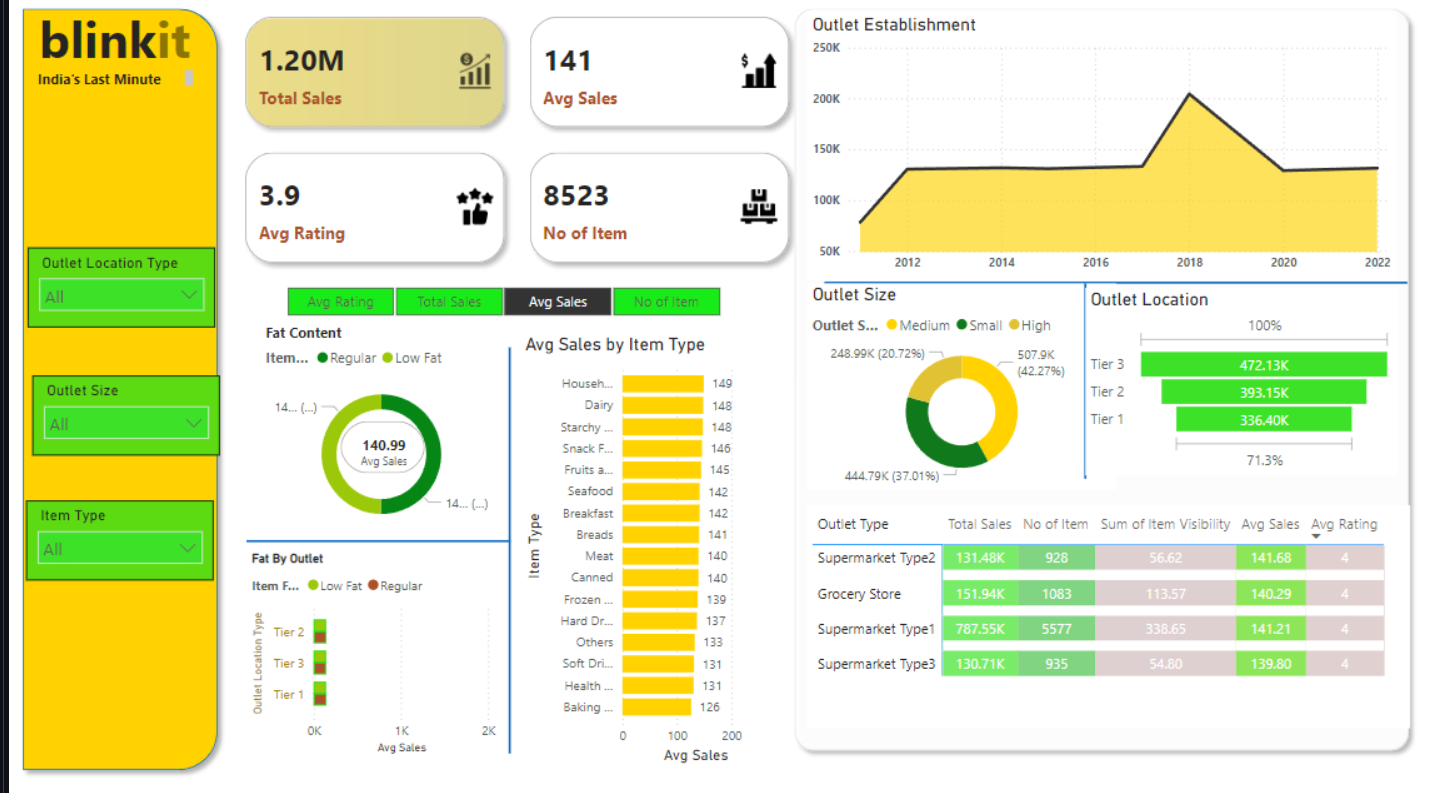 blinkit
India's Last Minute
Outlet Location Type
All
Outlet Size
All
Item Type
All
1.20M
Total Sales
141
Avg Sales
3.9
Avg Rating
8523
No of Item
Avg Rating Total Sales Avg Sales No of Item
Fat Content
Item... Regular Low Fat
14... (...)
140.99
Avg Sales
14... (...)
Fat By Outlet
Item F... Low Fat Regular
Outlet Location Type
Tier 2
Tier 3
Tier 1
0K 1K 2K
Avg Sales
Avg Sales by Item Type
Item Type
Househ... 149
Dairy 148
Starchy ... 148
Snack F... 146
Fruits a... 145
Seafood 142
Breakfast 142
Breads 141
Meat 140
Canned 140
Frozen ... 139
Hard Dr... 137
Others 133
Soft Dri... 131
Health ... 131
Baking ... 126
0 100 200
Avg Sales
Outlet Establishment
250K
200K
150K
100K
50K
2012 2014 2016 2018 2020 2022
Outlet Size
Outlet S... Medium Small High
248.99K (20.72%)
507.9K
(42.27%)
444.79K (37.01%)
Outlet Location
100%
Tier 3 472.13K
Tier 2 393.15K
Tier 1 336.40K
71.3%
Outlet Type Total Sales No of Item Sum of Item Visibility Avg Sales Avg Rating
Supermarket Type2 131.48K 928 56.62 141.68 4
Grocery Store 151.94K 1083 113.57 140.29 4
Supermarket Type1 787.55K 5577 338.65 141.21 4
Supermarket Type3 130.71K 935 54.80 139.80 4